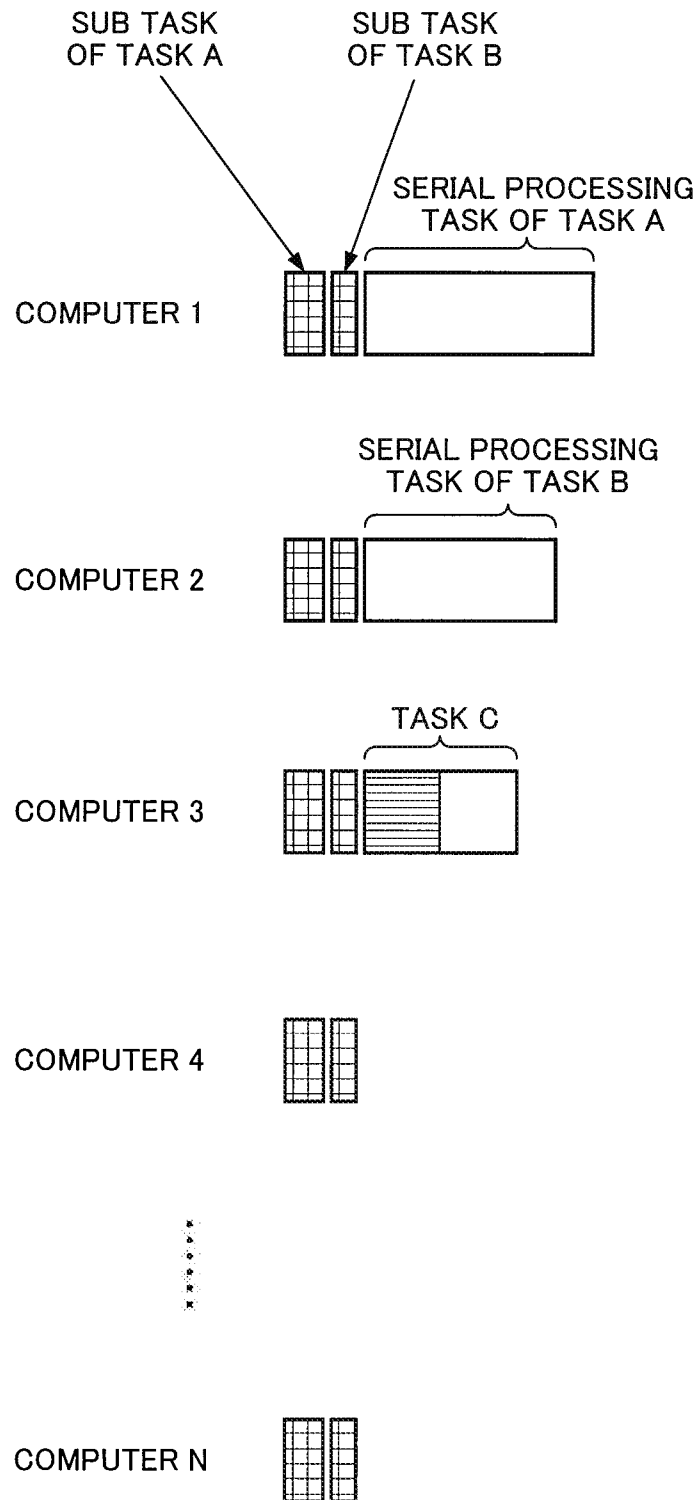 SUB TASK
OF TASK A
SUB TASK
OF TASK B
SERIAL PROCESSING
TASK OF TASK A
COMPUTER 1
SERIAL PROCESSING
TASK OF TASK B
COMPUTER 2
TASK C
COMPUTER 3
COMPUTER 4
COMPUTER N